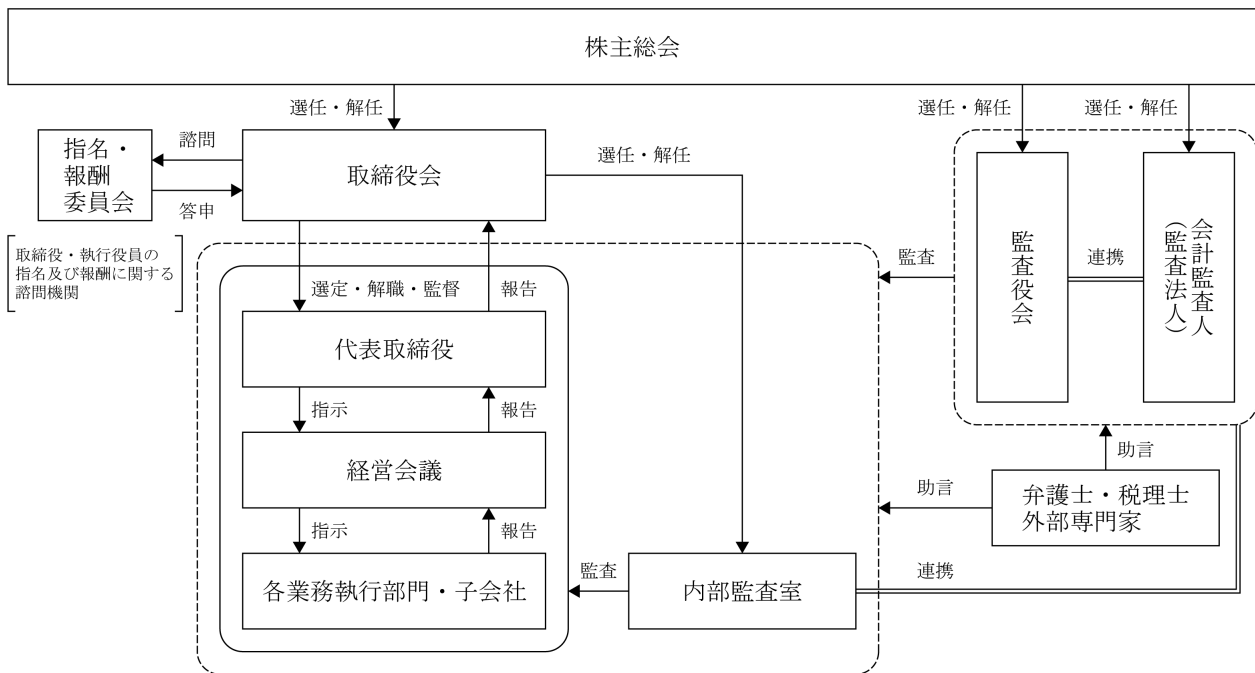 株主総会
選任・解任
選任・解任
選任・解任
指名・
報酬
委員会
諮問
答申
取締役会
選任・解任
取締役・執行役員の
指名及び報酬に関する
諮問機関
選定・解職・監督
報告
代表取締役
指示
報告
経営会議
指示
報告
各業務執行部門・子会社
監査
内部監査室
監査
監査役会
連携
会計監査人
（監査法人）
助言
助言
弁護士・税理士
外部専門家
連携